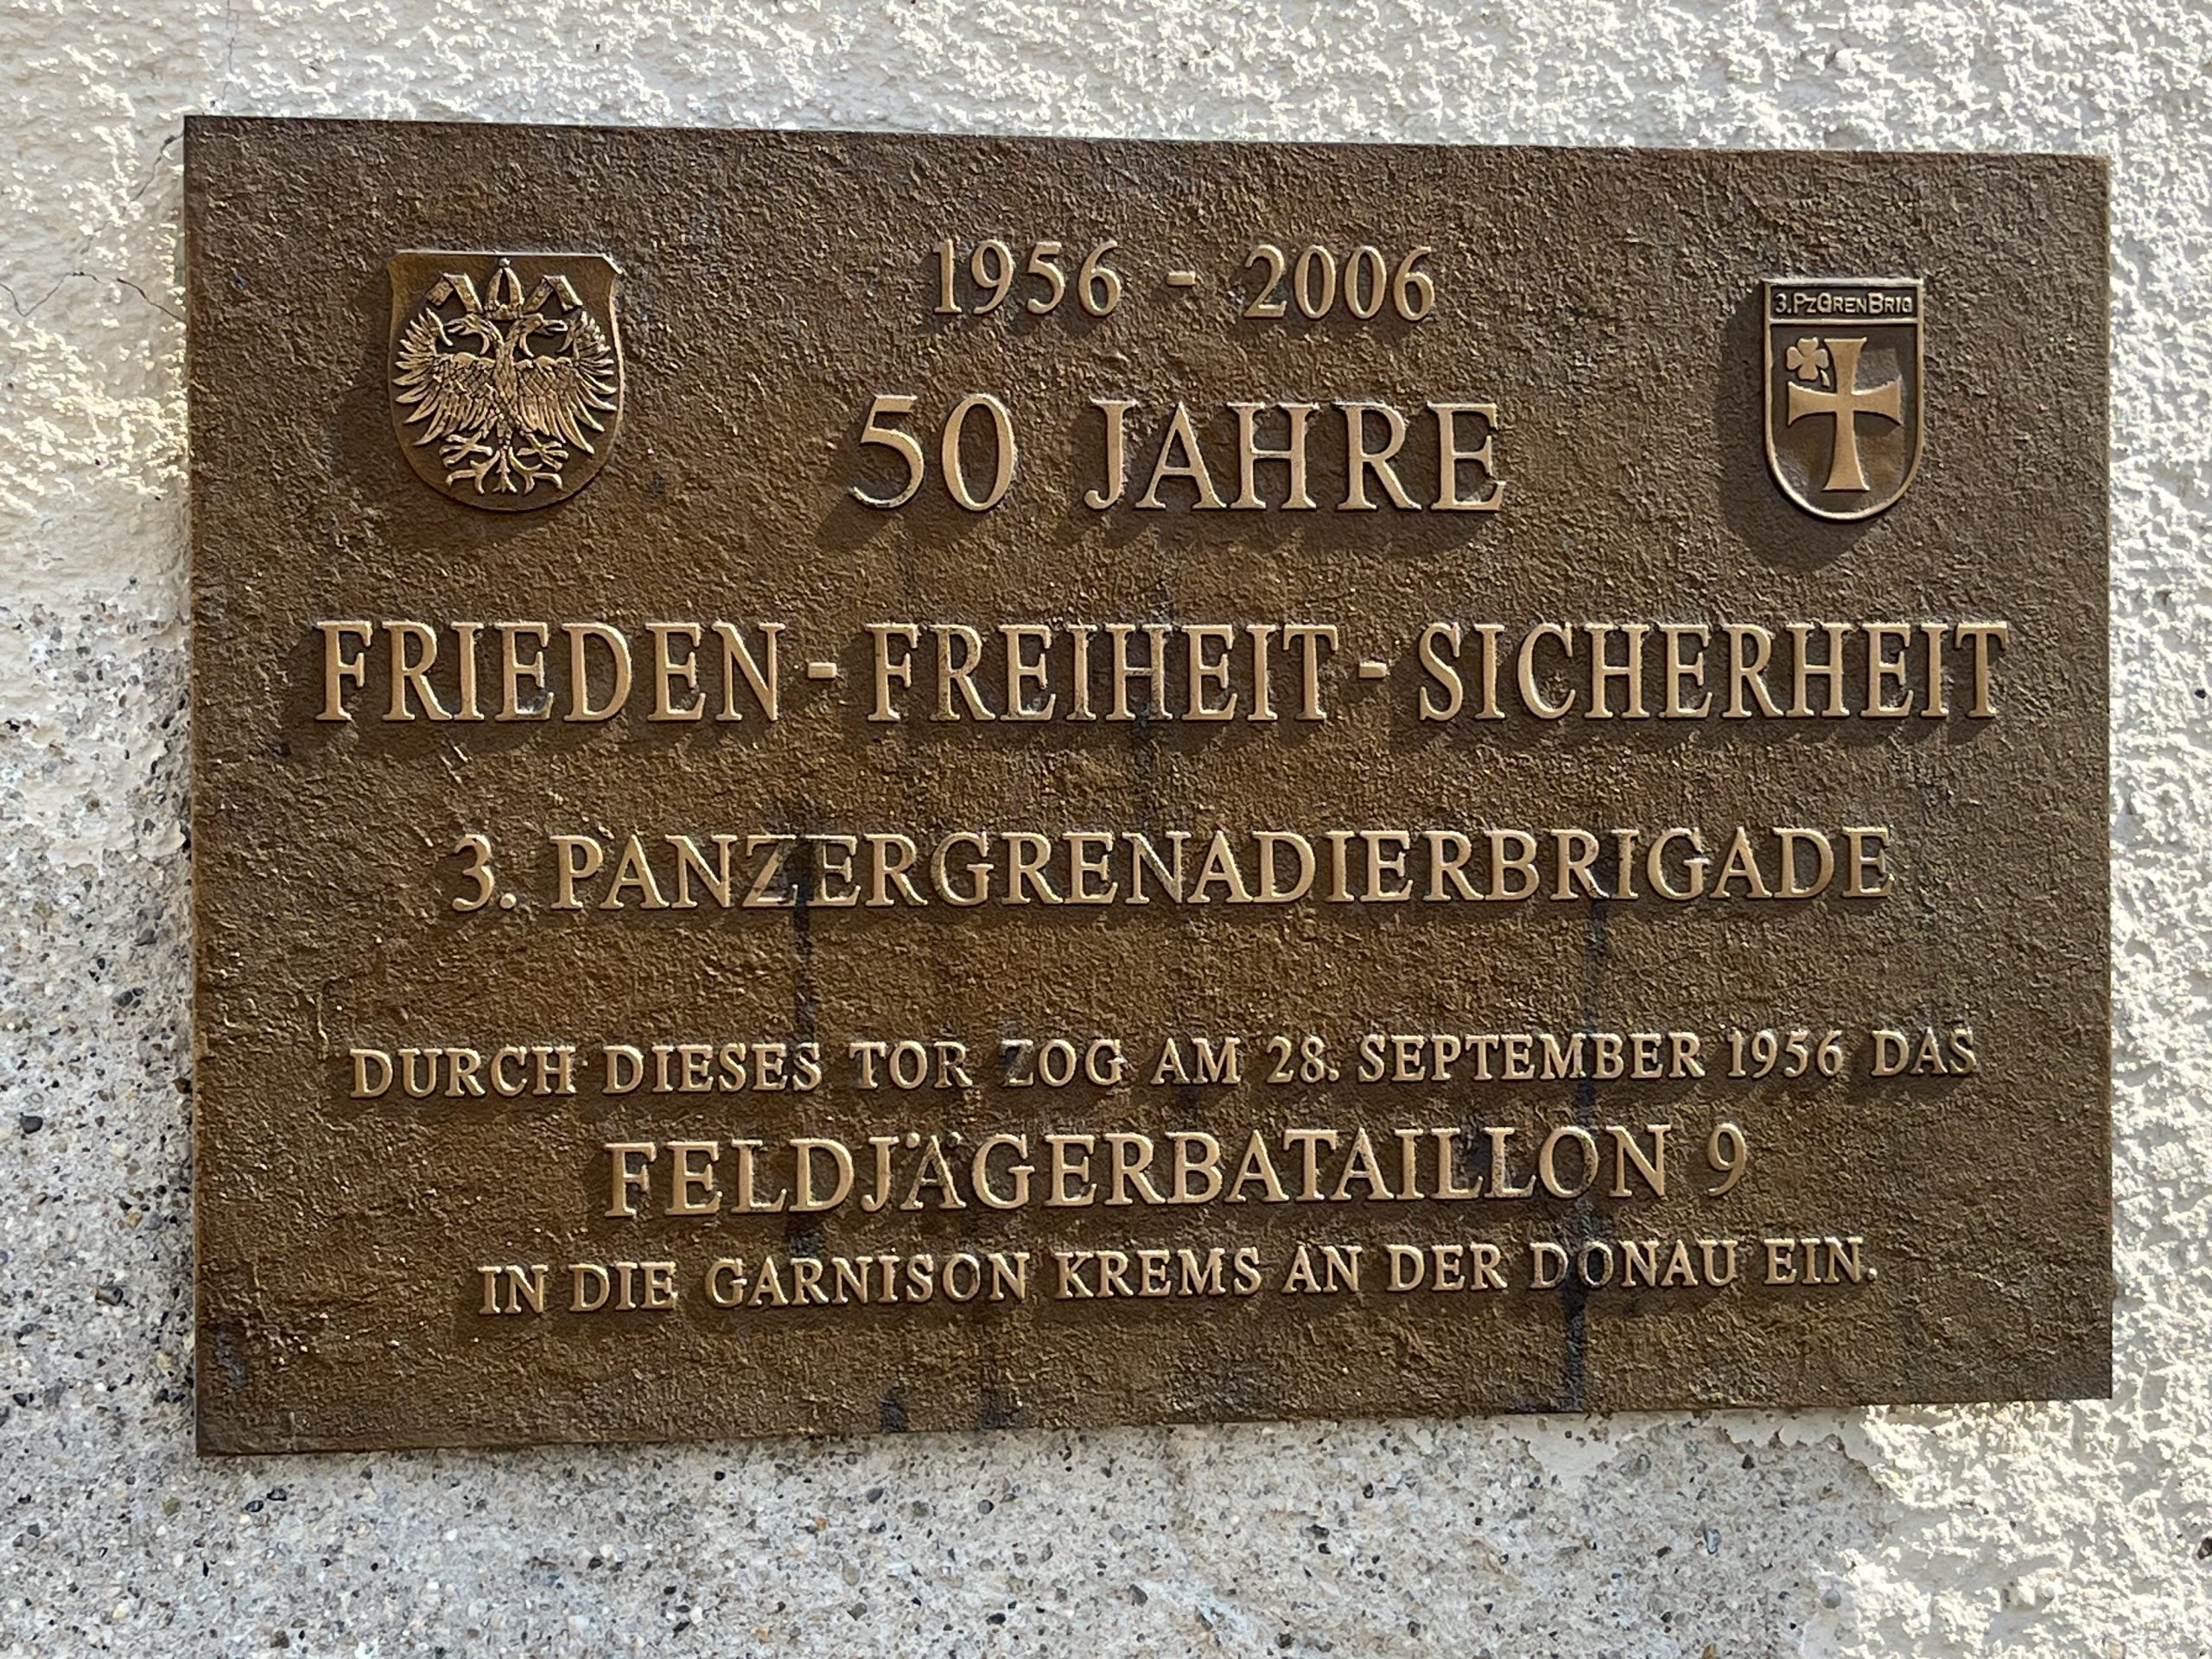 1956 - 2006
3.PzGrenBrig
50 JAHRE
FRIEDEN - FREIHEIT - SICHERHEIT
3. PANZERGRENADIERBRIGADE
DURCH DIESES TOR ZOG AM 28. SEPTEMBER 1956 DAS
FELDJÄGERBATAILLON 9
IN DIE GARNISON KREMS AN DER DONAU EIN.